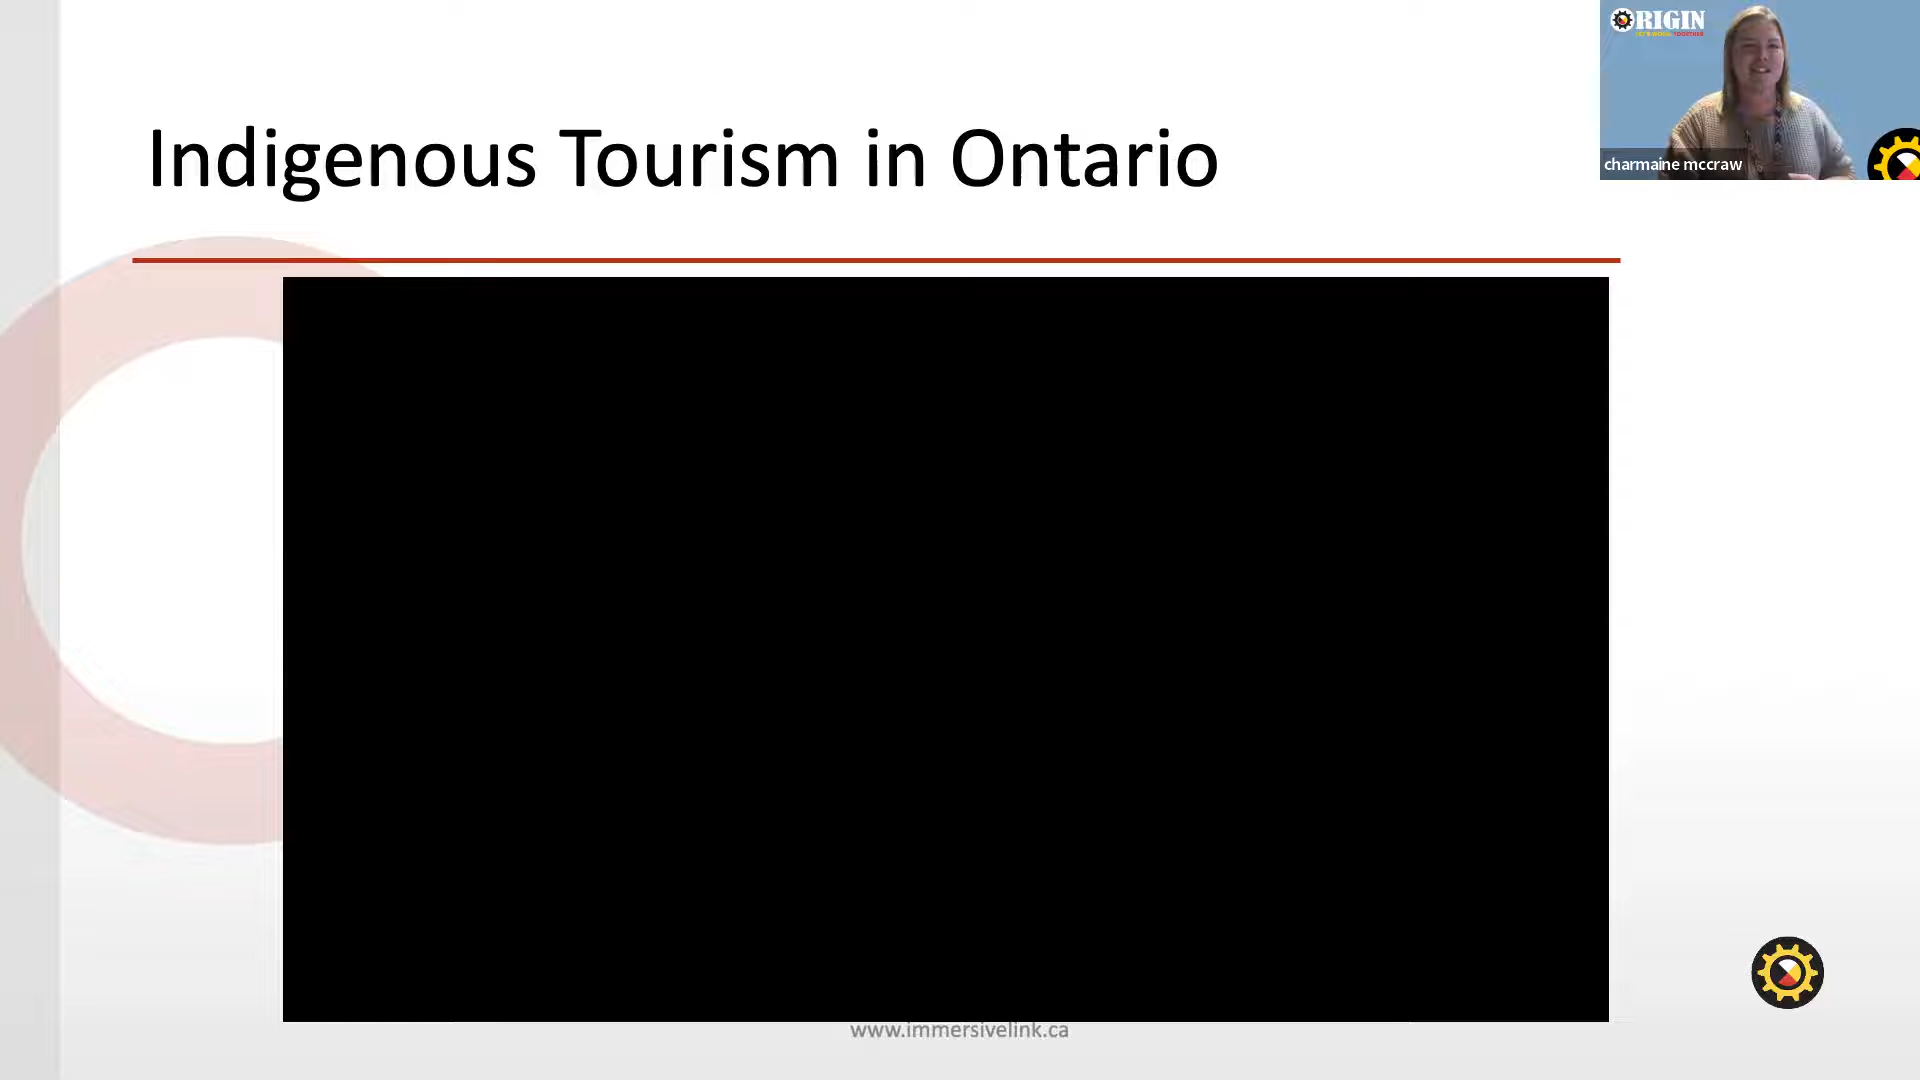 Indigenous Tourism in Ontario
ORIGIN
charmaine mccraw
www.immersivelink.ca